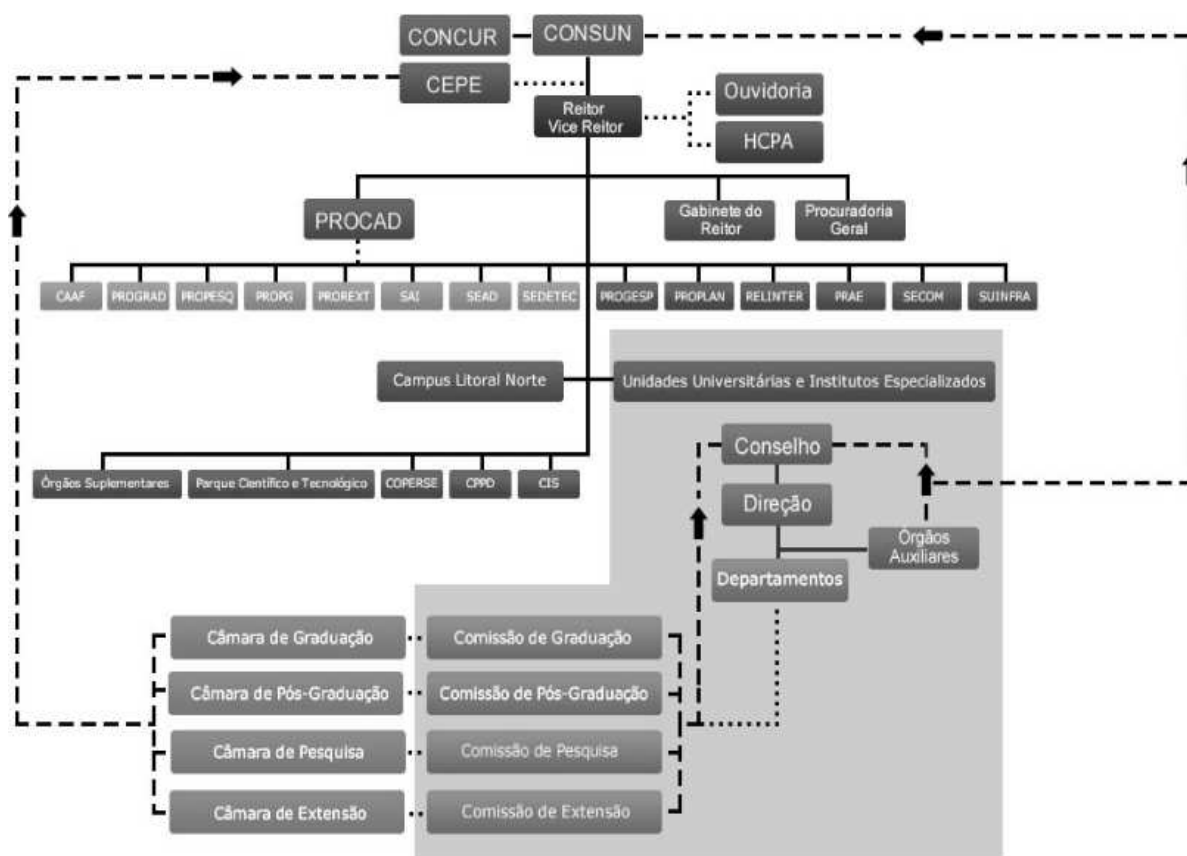 CONCUR
CONSUN
CEPE
Ouvidoria
Reitor
Vice Reitor
HCPA
PROCAD
Gabinete do
Reitor
Procuradoria
Geral
CAAF
PROGRAD
PROPESQ
PROPG
PROREXT
SAI
SEAD
SEDETEC
PROGESP
PROPLAN
RELINTER
PRAE
SECOM
SUINFRA
Campus Litoral Norte
Unidades Universitárias e Institutos Especializados
Conselho
Órgãos Suplementares
Parque Científico e Tecnológico
COPERSE
CPPD
CIS
Direção
Órgãos
Auxiliares
Departamentos
Câmara de Graduação
Comissão de Graduação
Câmara de Pós-Graduação
Comissão de Pós-Graduação
Câmara de Pesquisa
Comissão de Pesquisa
Câmara de Extensão
Comissão de Extensão